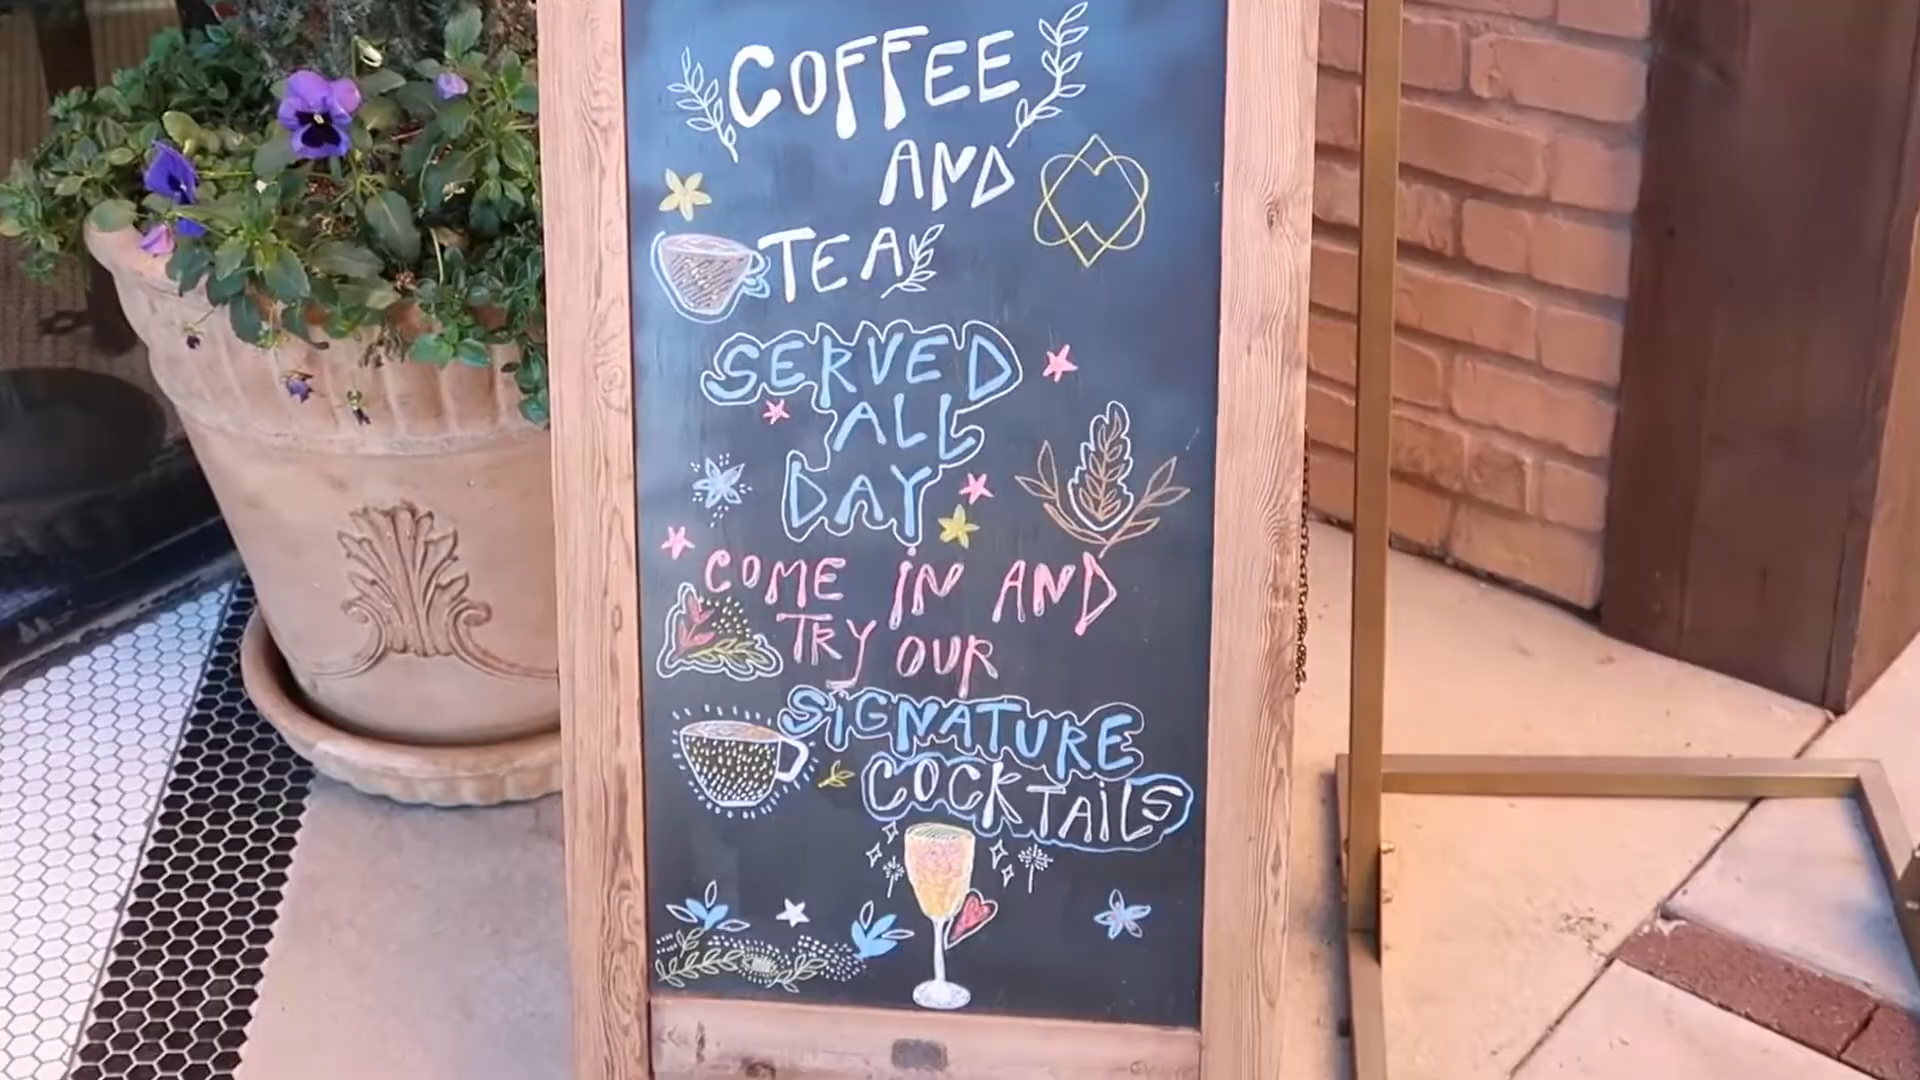 COFFEE
AND
TEA
SERVED
ALL
DAY
COME IN AND
TRY OUR
SIGNATURE
COCKTAILS